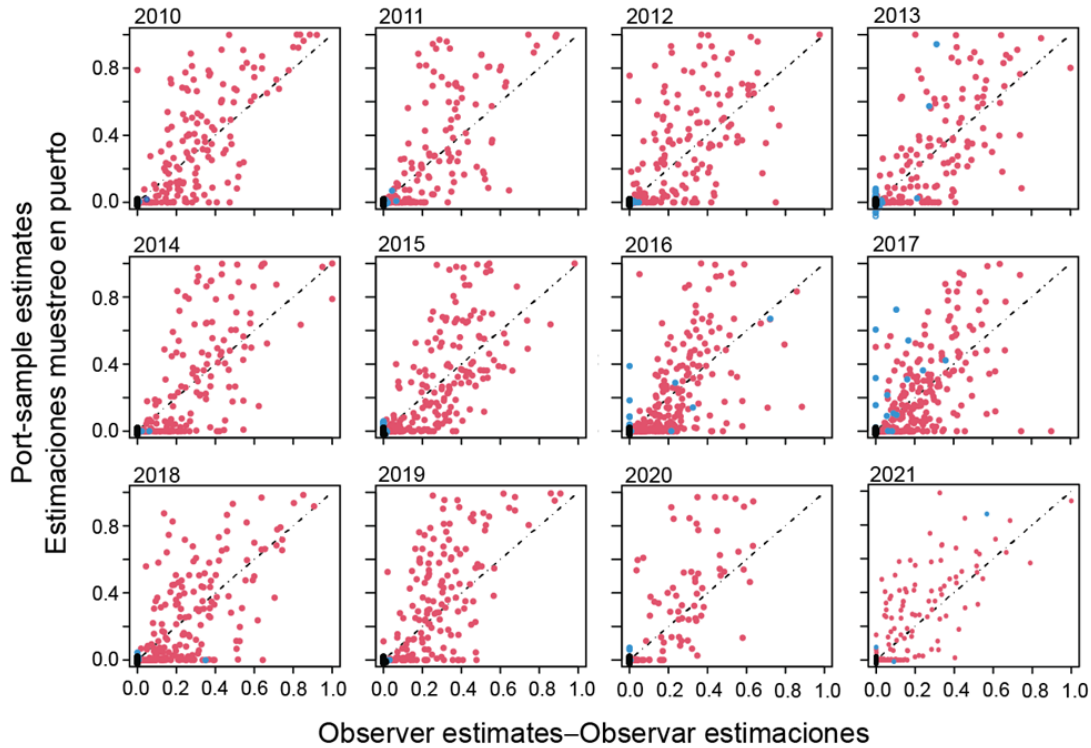 Port-sample estimates
Estimaciones muestreo en puerto
2010 2011 2012 2013
0.8
0.4
0.0
2014 2015 2016 2017
0.8
0.4
0.0
2018 2019 2020 2021
0.8
0.4
0.0
0.0 0.2 0.4 0.6 0.8 1.0 0.0 0.2 0.4 0.6 0.8 1.0 0.0 0.2 0.4 0.6 0.8 1.0 0.0 0.2 0.4 0.6 0.8 1.0
Observer estimates–Observar estimaciones